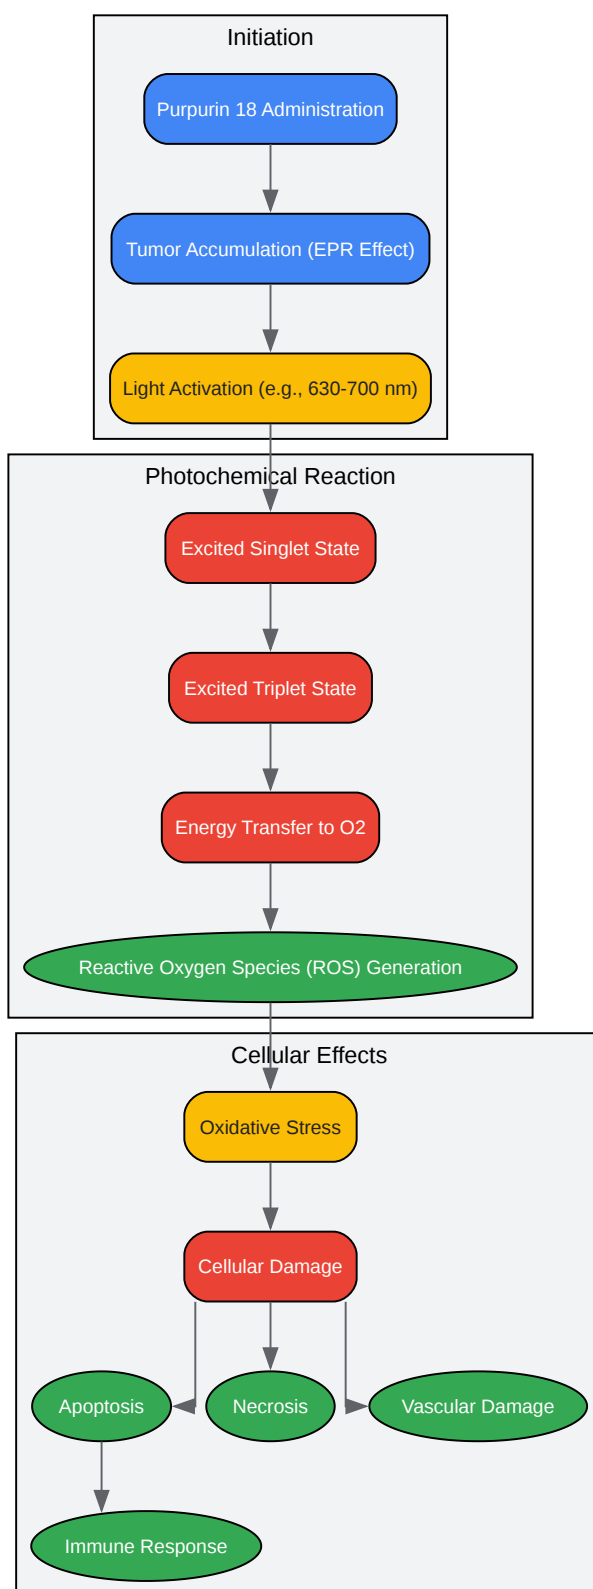 Initiation
Purpurin 18 Administration
Tumor Accumulation (EPR Effect)
Light Activation (e.g., 630-700 nm)
Photochemical Reaction
Excited Singlet State
Excited Triplet State
Energy Transfer to O2
Reactive Oxygen Species (ROS) Generation
Cellular Effects
Oxidative Stress
Cellular Damage
Apoptosis
Necrosis
Vascular Damage
Immune Response